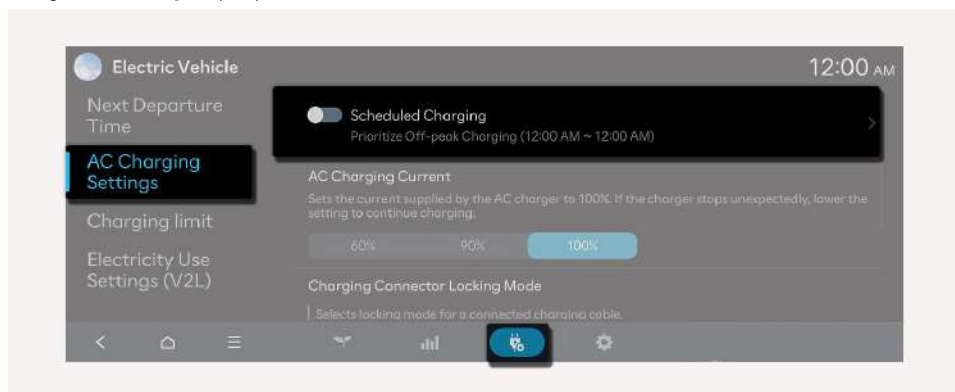 Electric Vehicle
12:00 AM
Next Departure
Time
AC Charging
Settings
Charging limit
Electricity Use
Settings (V2L)
Scheduled Charging
Prioritize Off-peak Charging (12:00 AM ~ 12:00 AM)
AC Charging Current
Sets the current supplied by the AC charger to 100%. If the charger stops unexpectedly, lower the
setting to continue charging.
60% 90% 100%
Charging Connector Locking Mode
Selects locking mode for a connected charging cable.